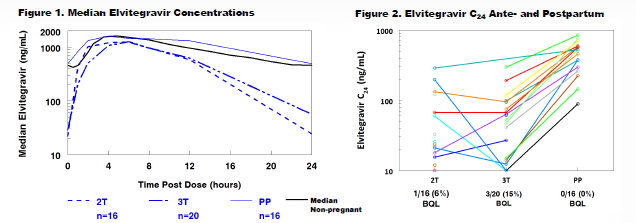 Figure 1. Median Elvitegravir Concentrations
Median Elvitegravir (ng/mL)
2000
1000
100
10
0
4
8
12
16
20
24
Time Post Dose (hours)
2T
3T
PP
Median
Non-pregnant
n=16
n=20
n=16
Figure 2. Elvitegravir C24 Ante- and Postpartum
Elvitegravir C24 (ng/mL)
1000
100
10
2T
3T
PP
1/16 (6%)
3/20 (15%)
0/16 (0%)
BQL
BQL
BQL